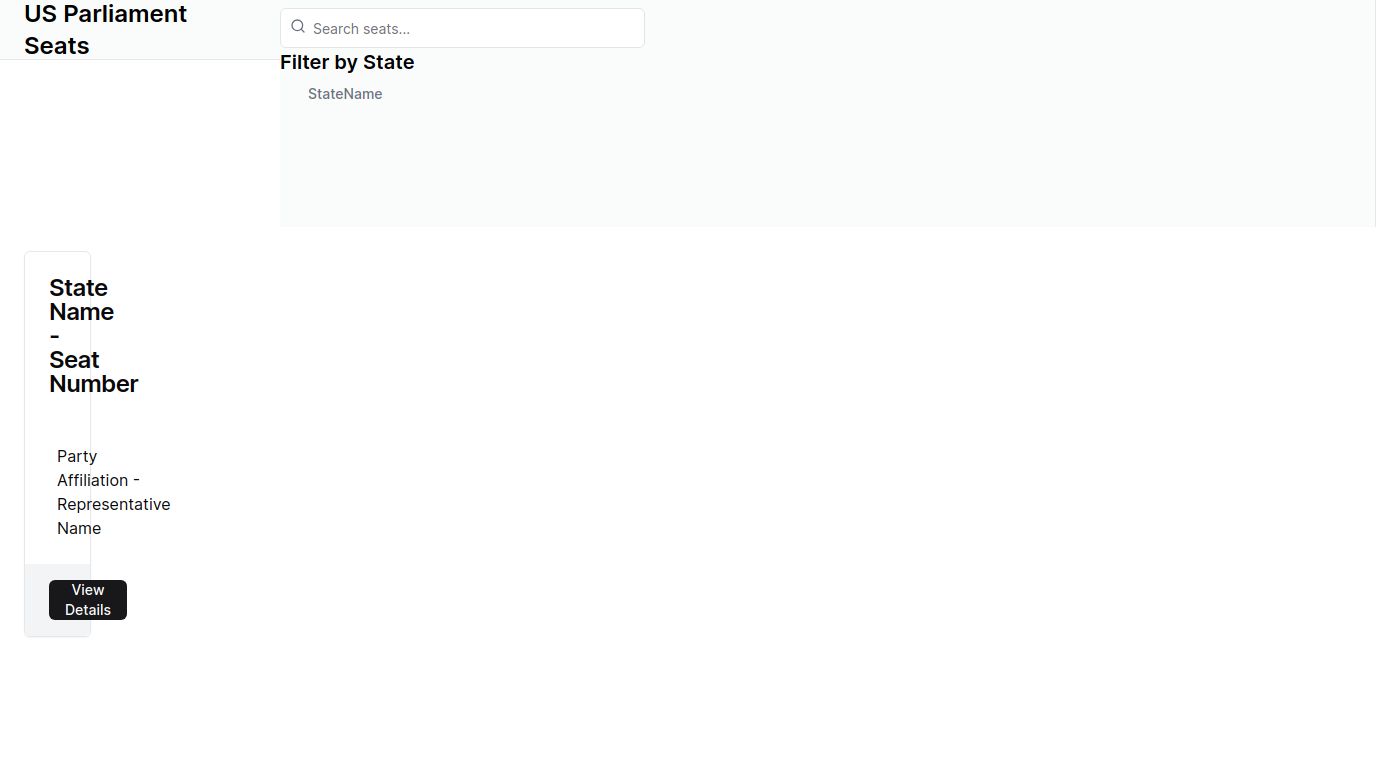 US Parliament
Seats
Search seats...
Filter by State
StateName
State
Name
-
Seat
Number
Party
Affiliation -
Representative
Name
View
Details